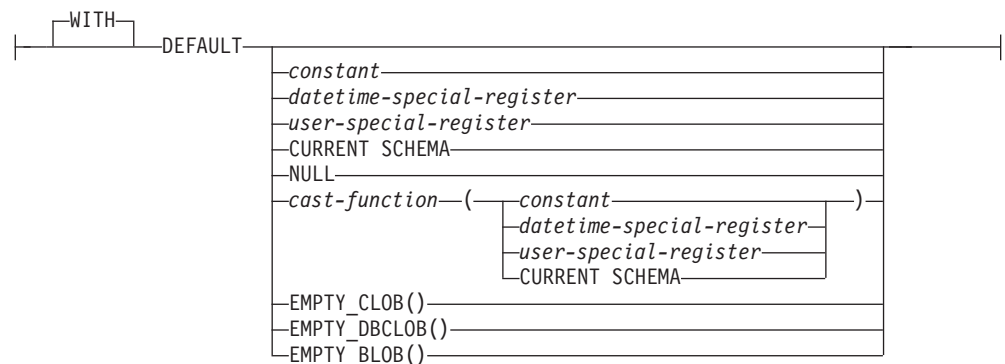 WITH
DEFAULT
constant
datetime-special-register
user-special-register
CURRENT SCHEMA
NULL
cast-function ( constant )
datetime-special-register
user-special-register
CURRENT SCHEMA
EMPTY_CLOB()
EMPTY_DBCLOB()
EMPTY_BLOB()